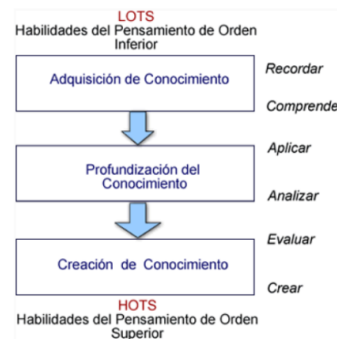 LOTS
Habilidades del Pensamiento de Orden
Inferior
Adquisición de Conocimiento
Recordar
Comprende
Profundización del
Conocimiento
Aplicar
Analizar
Creación de Conocimiento
Evaluar
Crear
HOTS
Habilidades del Pensamiento de Orden
Superior